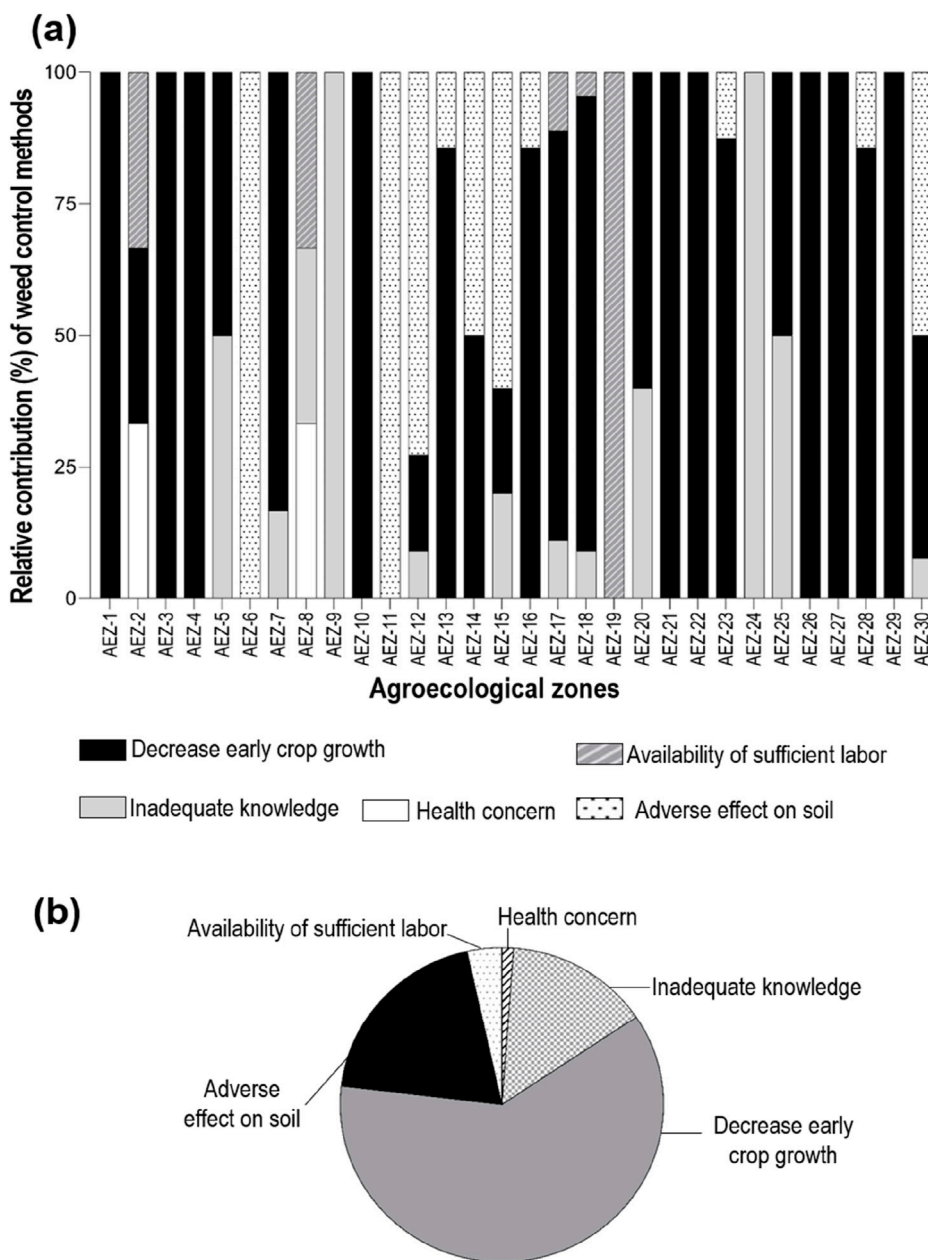 (a)
Relative contribution (%) of weed control methods
100
75
50
25
0
AEZ-1
AEZ-2
AEZ-3
AEZ-4
AEZ-5
AEZ-6
AEZ-7
AEZ-8
AEZ-9
AEZ-10
AEZ-11
AEZ-12
AEZ-13
AEZ-14
AEZ-15
AEZ-16
AEZ-17
AEZ-18
AEZ-19
AEZ-20
AEZ-21
AEZ-22
AEZ-23
AEZ-24
AEZ-25
AEZ-26
AEZ-27
AEZ-28
AEZ-29
AEZ-30
Agroecological zones
Decrease early crop growth
Availability of sufficient labor
Inadequate knowledge
Health concern
Adverse effect on soil
(b)
Availability of sufficient labor
Health concern
Inadequate knowledge
Adverse
effect on soil
Decrease early
crop growth